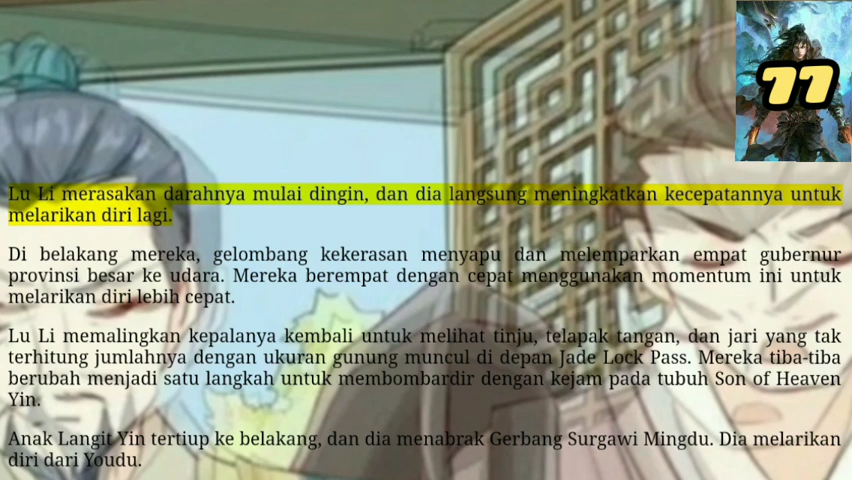 77
Lu Li merasakan darahnya mulai dingin, dan dia langsung meningkatkan kecepatannya untuk
melarikan diri lagi.
Di belakang mereka, gelombang kekerasan menyapu dan melemparkan empat gubernur
provinsi besar ke udara. Mereka berempat dengan cepat menggunakan momentum ini untuk
melarikan diri lebih cepat.
Lu Li memalingkan kepalanya kembali untuk melihat tinju, telapak tangan, dan jari yang tak
terhitung jumlahnya dengan ukuran gunung muncul di depan Jade Lock Pass. Mereka tiba-tiba
berubah menjadi satu langkah untuk membombardir dengan kejam pada tubuh Son of Heaven
Yin.
Anak Langit Yin tertiup ke belakang, dan dia menabrak Gerbang Surgawi Mingdu. Dia melarikan
diri dari Youdu.